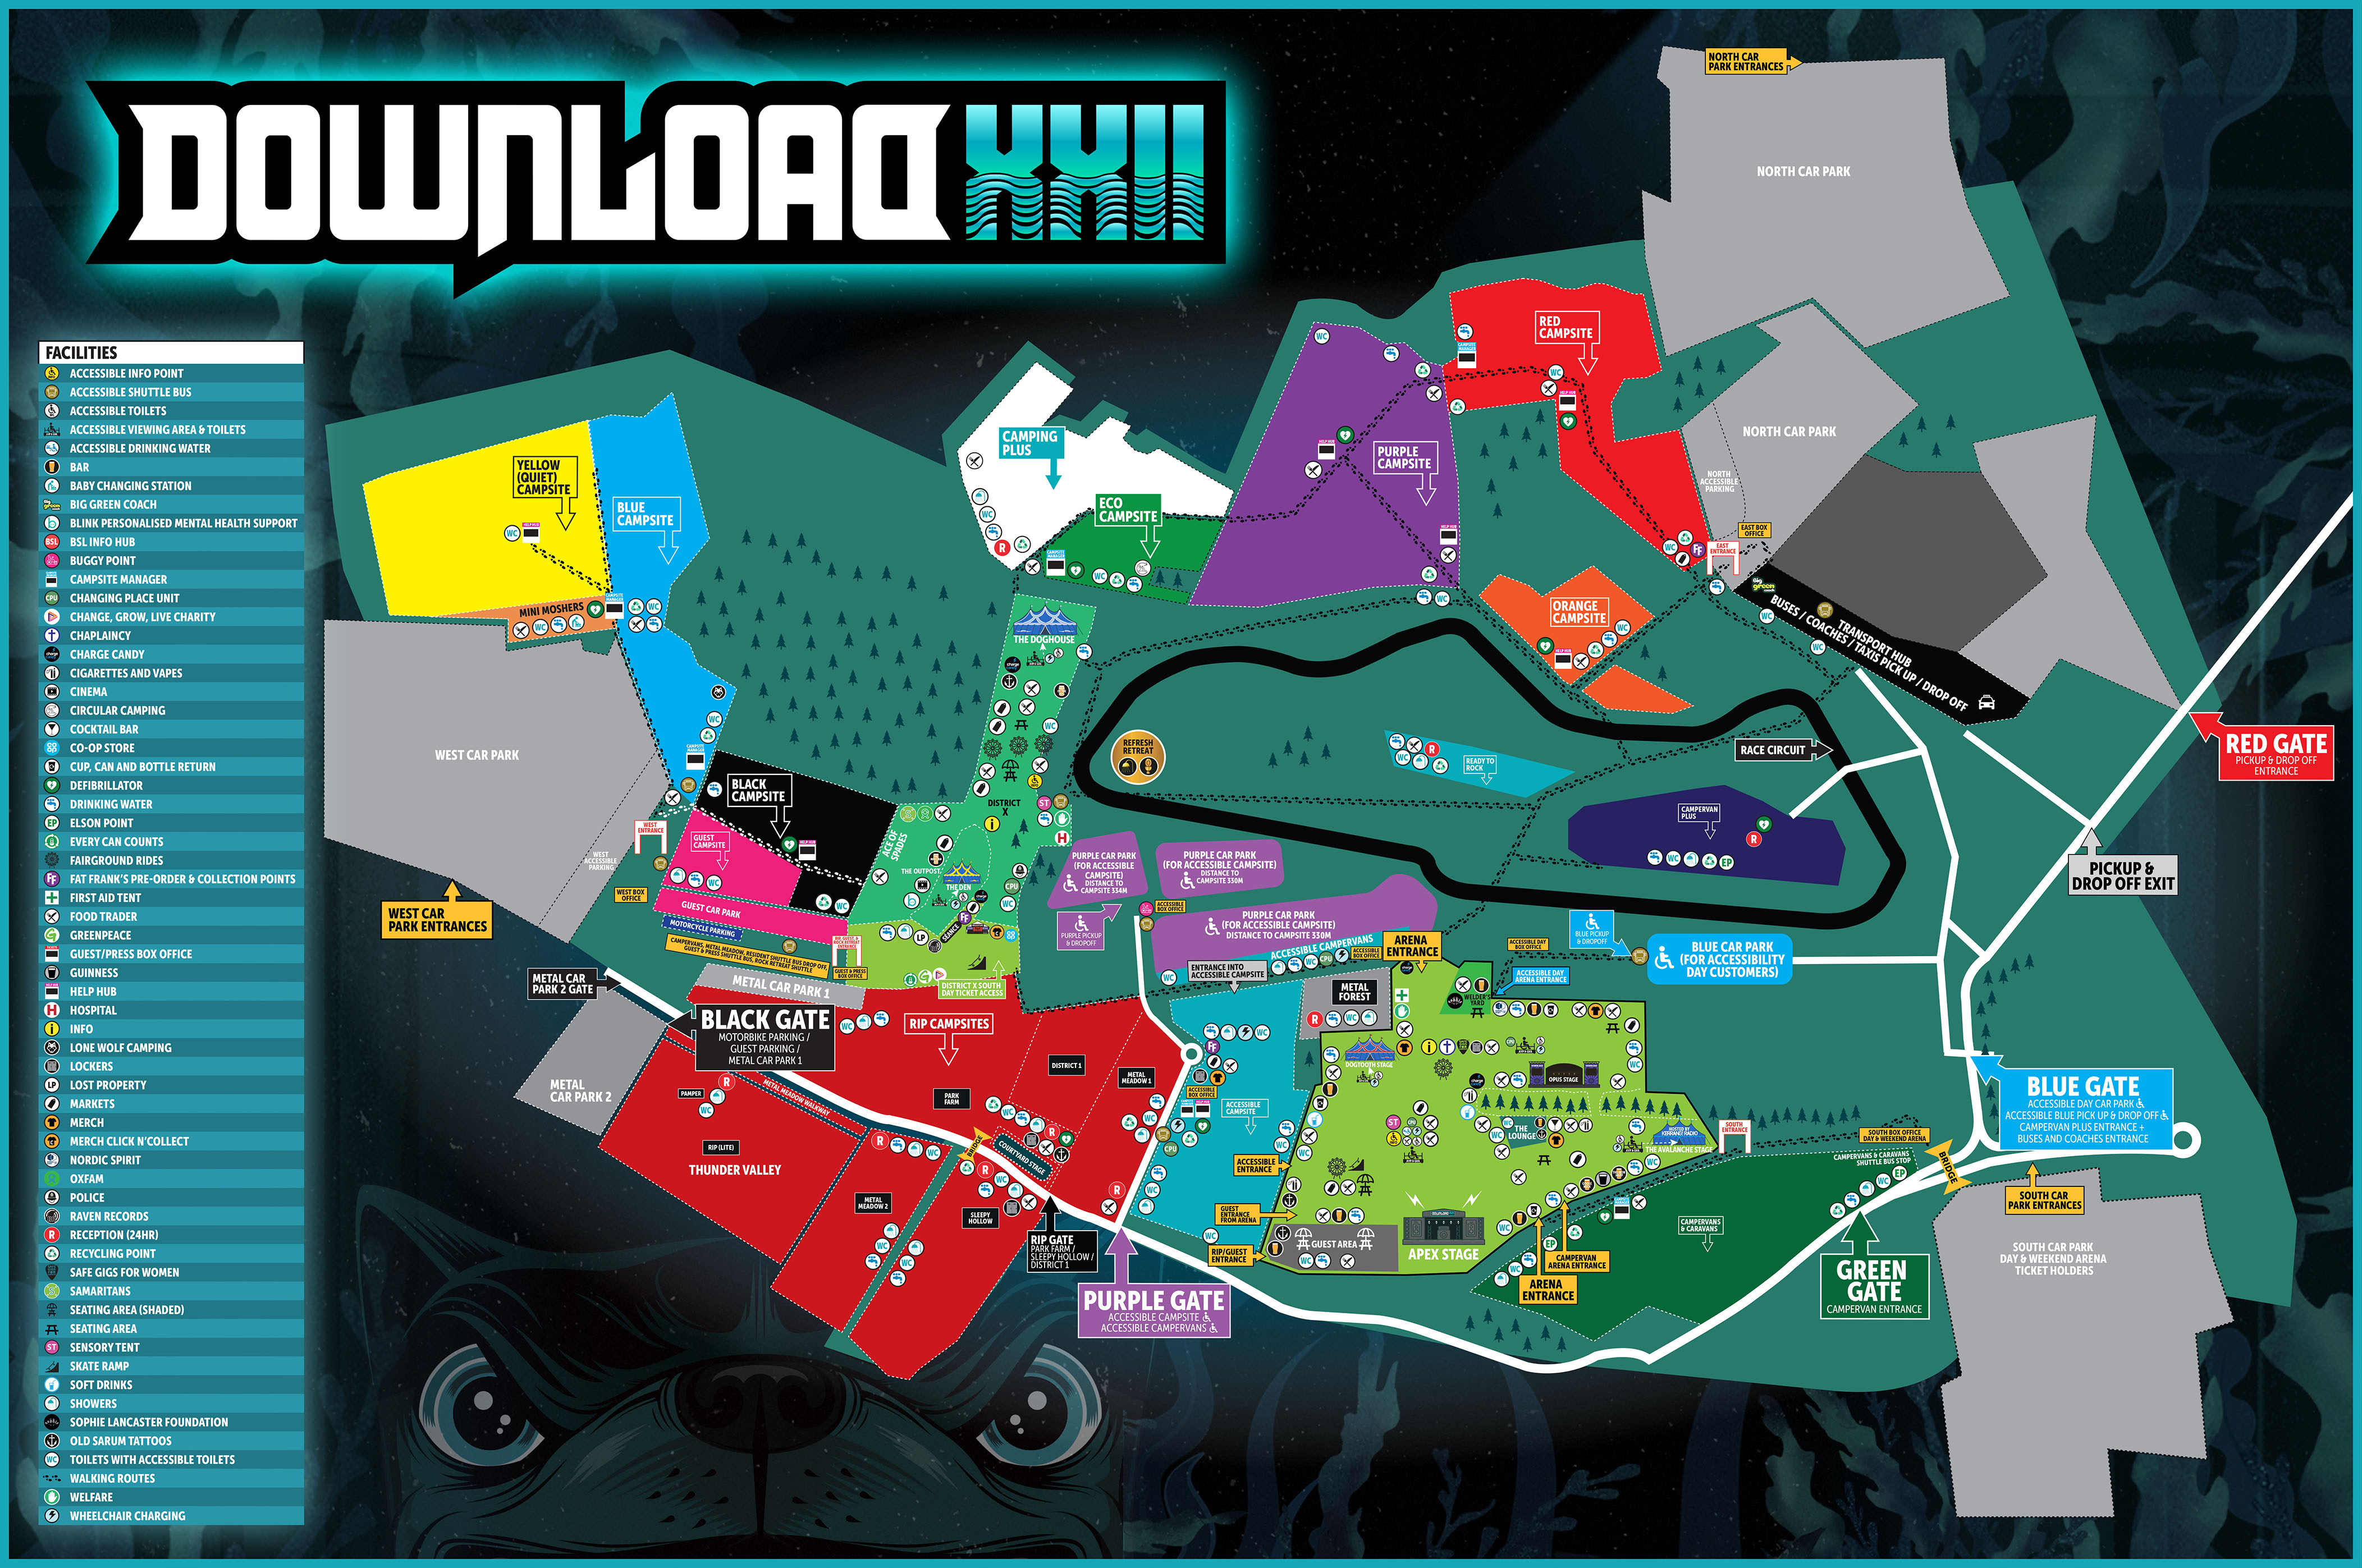 DOWNLOAD XXII
FACILITIES
ACCESSIBLE INFO POINT
ACCESSIBLE SHUTTLE BUS
ACCESSIBLE TOILETS
ACCESSIBLE VIEWING AREA & TOILETS
ACCESSIBLE DRINKING WATER
BAR
BABY CHANGING STATION
BIG GREEN COACH
BLINK PERSONALISED MENTAL HEALTH SUPPORT
BSL INFO HUB
BUGGY POINT
CAMPSITE MANAGER
CHANGING PLACE UNIT
CHANGE, GROW, LIVE CHARITY
CHAPLAINCY
CHARGE CANDY
CIGARETTES AND VAPES
CINEMA
CIRCULAR CAMPING
COCKTAIL BAR
CO-OP STORE
CUP, CAN AND BOTTLE RETURN
DEFIBRILLATOR
DRINKING WATER
ELSON POINT
EVERY CAN COUNTS
FAIRGROUND RIDES
FAT FRANK'S PRE-ORDER & COLLECTION POINTS
FIRST AID TENT
FOOD TRADER
GREENPEACE
GUEST/PRESS BOX OFFICE
GUINNESS
HELP HUB
HOSPITAL
INFO
LONE WOLF CAMPING
LOCKERS
LOST PROPERTY
MARKETS
MERCH
MERCH CLICK N'COLLECT
NORDIC SPIRIT
OXFAM
POLICE
RAVEN RECORDS
RECEPTION (24HR)
RECYCLING POINT
SAFE GIGS FOR WOMEN
SAMARITANS
SEATING AREA (SHADED)
SEATING AREA
SENSORY TENT
SKATE RAMP
SOFT DRINKS
SHOWERS
SOPHIE LANCASTER FOUNDATION
OLD SARUM TATTOOS
TOILETS WITH ACCESSIBLE TOILETS
WALKING ROUTES
WELFARE
WHEELCHAIR CHARGING
NORTH CAR
PARK ENTRANCES
NORTH CAR PARK
NORTH CAR PARK
NORTH
ACCESSIBLE
PARKING
RED
CAMPSITE
PURPLE
CAMPSITE
CAMPING
PLUS
ECO
CAMPSITE
YELLOW
(QUIET)
CAMPSITE
BLUE
CAMPSITE
MINI MOSHERS
ORANGE
CAMPSITE
EAST BOX
OFFICE
EAST
ENTRANCE
TRANSPORT HUB
BUSES / COACHES / TAXIS PICK UP / DROP OFF
RED GATE
PICKUP & DROP OFF
ENTRANCE
PICKUP &
DROP OFF EXIT
RACE CIRCUIT
REFRESH
RETREAT
READY TO
ROCK
CAMPERVAN
PLUS
WEST CAR PARK
WEST
ACCESSIBLE
PARKING
WEST CAR
PARK ENTRANCES
WEST
ENTRANCE
WEST BOX
OFFICE
BLACK
CAMPSITE
GUEST
CAMPSITE
GUEST CAR PARK
MOTORCYCLE PARKING
CAMPERVANS, METAL MEADOW, RESIDENT SHUTTLE BUS DROP OFF
GUEST & PRESS SHUTTLE BUS, ROCK RETREAT SHUTTLE
GUEST & PRESS
BOX OFFICE
THE DOGHOUSE
DISTRICT
X
ACE OF
SPADES
THE OUTPOST
THE DEN
SEANCE
DISTRICT X SOUTH
DAY TICKET ACCESS
METAL CAR
PARK 2 GATE
METAL CAR PARK 1
METAL
CAR PARK 2
BLACK GATE
MOTORBIKE PARKING /
GUEST PARKING /
METAL CAR PARK 1
RIP CAMPSITES
DISTRICT 1
METAL
MEADOW 1
PARK
FARM
PAMPER
METAL MEADOW WALKWAY
RIP (LITE)
THUNDER VALLEY
METAL
MEADOW 2
BRIDGE
COURTYARD STAGE
SLEEPY
HOLLOW
RIP GATE
PARK FARM /
SLEEPY HOLLOW /
DISTRICT 1
PURPLE GATE
ACCESSIBLE CAMPSITE
ACCESSIBLE CAMPERVANS
PURPLE CAR PARK
(FOR ACCESSIBLE
CAMPSITE)
DISTANCE TO
CAMPSITE 334M
PURPLE CAR PARK
(FOR ACCESSIBLE CAMPSITE)
DISTANCE TO
CAMPSITE 330M
PURPLE CAR PARK
(FOR ACCESSIBLE CAMPSITE)
DISTANCE TO CAMPSITE 330M
PURPLE PICKUP
& DROPOFF
ACCESSIBLE
BOX OFFICE
ACCESSIBLE CAMPERVANS
ACCESSIBLE
BOX OFFICE
ENTRANCE INTO
ACCESSIBLE CAMPSITE
ARENA
ENTRANCE
METAL
FOREST
WELDER'S
YARD
ACCESSIBLE DAY
BOX OFFICE
ACCESSIBLE DAY
ARENA ENTRANCE
BLUE PICKUP
& DROPOFF
BLUE CAR PARK
(FOR ACCESSIBILITY
DAY CUSTOMERS)
ACCESSIBLE
BOX OFFICE
ACCESSIBLE
CAMPSITE
ACCESSIBLE
ENTRANCE
GUEST
ENTRANCE
FROM ARENA
RIP/GUEST
ENTRANCE
DOGTOOTH STAGE
OPUS STAGE
THE
LOUNGE
HOSTED BY
KERRANG! RADIO
THE AVALANCHE STAGE
GUEST AREA
APEX STAGE
SOUTH
ENTRANCE
SOUTH BOX OFFICE
DAY & WEEKEND ARENA
CAMPERVANS & CARAVANS
SHUTTLE BUS STOP
BRIDGE
CAMPERVANS
& CARAVANS
CAMPERVAN
ARENA ENTRANCE
ARENA
ENTRANCE
GREEN
GATE
CAMPERVAN ENTRANCE
BLUE GATE
ACCESSIBLE DAY CAR PARK
ACCESSIBLE BLUE PICK UP & DROP OFF
CAMPERVAN PLUS ENTRANCE +
BUSES AND COACHES ENTRANCE
SOUTH CAR
PARK ENTRANCES
SOUTH CAR PARK
DAY & WEEKEND ARENA
TICKET HOLDERS